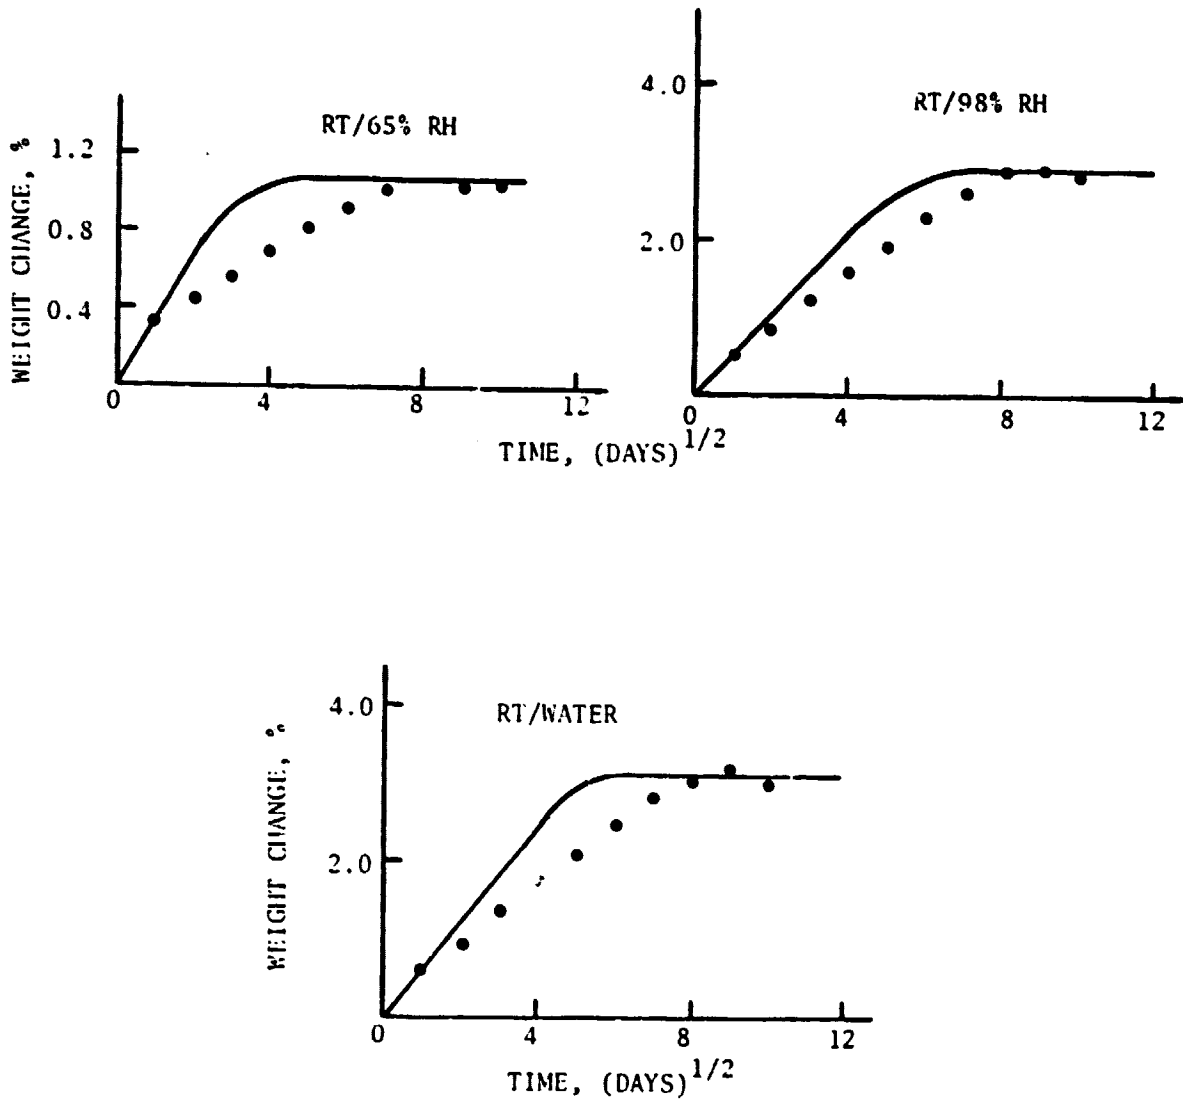 RT/65% RH
WEIGHT CHANGE, %
1.2
0.8
0.4
0 4 8 12
RT/98% RH
4.0
2.0
0 4 8 12
TIME, (DAYS)1/2
RT/WATER
WEIGHT CHANGE, %
4.0
2.0
0 4 8 12
TIME, (DAYS)1/2